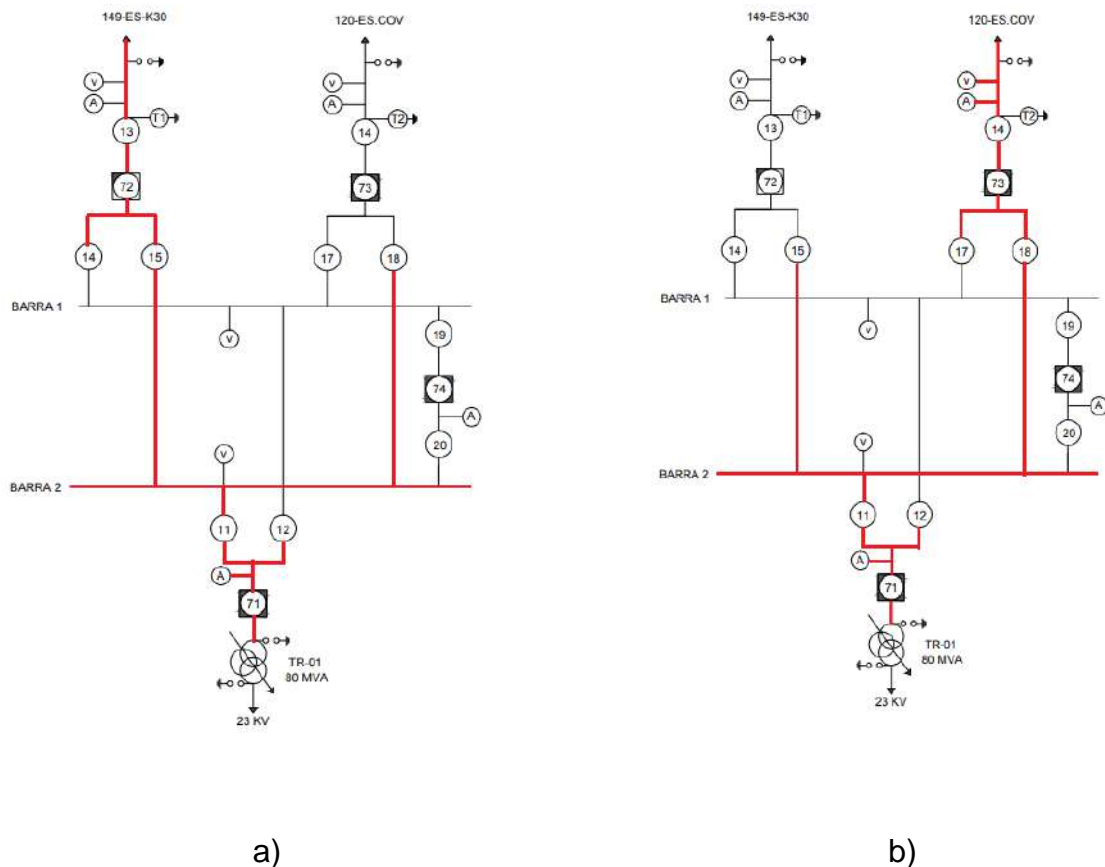 149-ES-K30
120-ES.COV
V
A
T1
13
72
14
15
V
A
T2
14
73
17
18
BARRA 1
V
19
74
A
20
V
BARRA 2
11
12
A
71
TR-01
80 MVA
23 KV
a)
149-ES-K30
120-ES.COV
V
A
T1
13
72
14
15
V
A
T2
14
73
17
18
BARRA 1
V
19
74
A
20
V
BARRA 2
11
12
A
71
TR-01
80 MVA
23 KV
b)